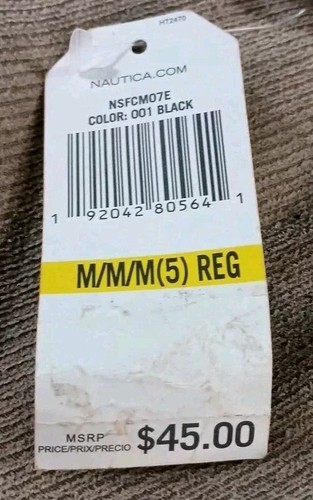 HT2470
NAUTICA.COM
NSFCM07E
COLOR: 001 BLACK
1 92042 80564 1
M/M/M(5) REG
MSRP
PRICE/PRIX/PRECIO $45.00